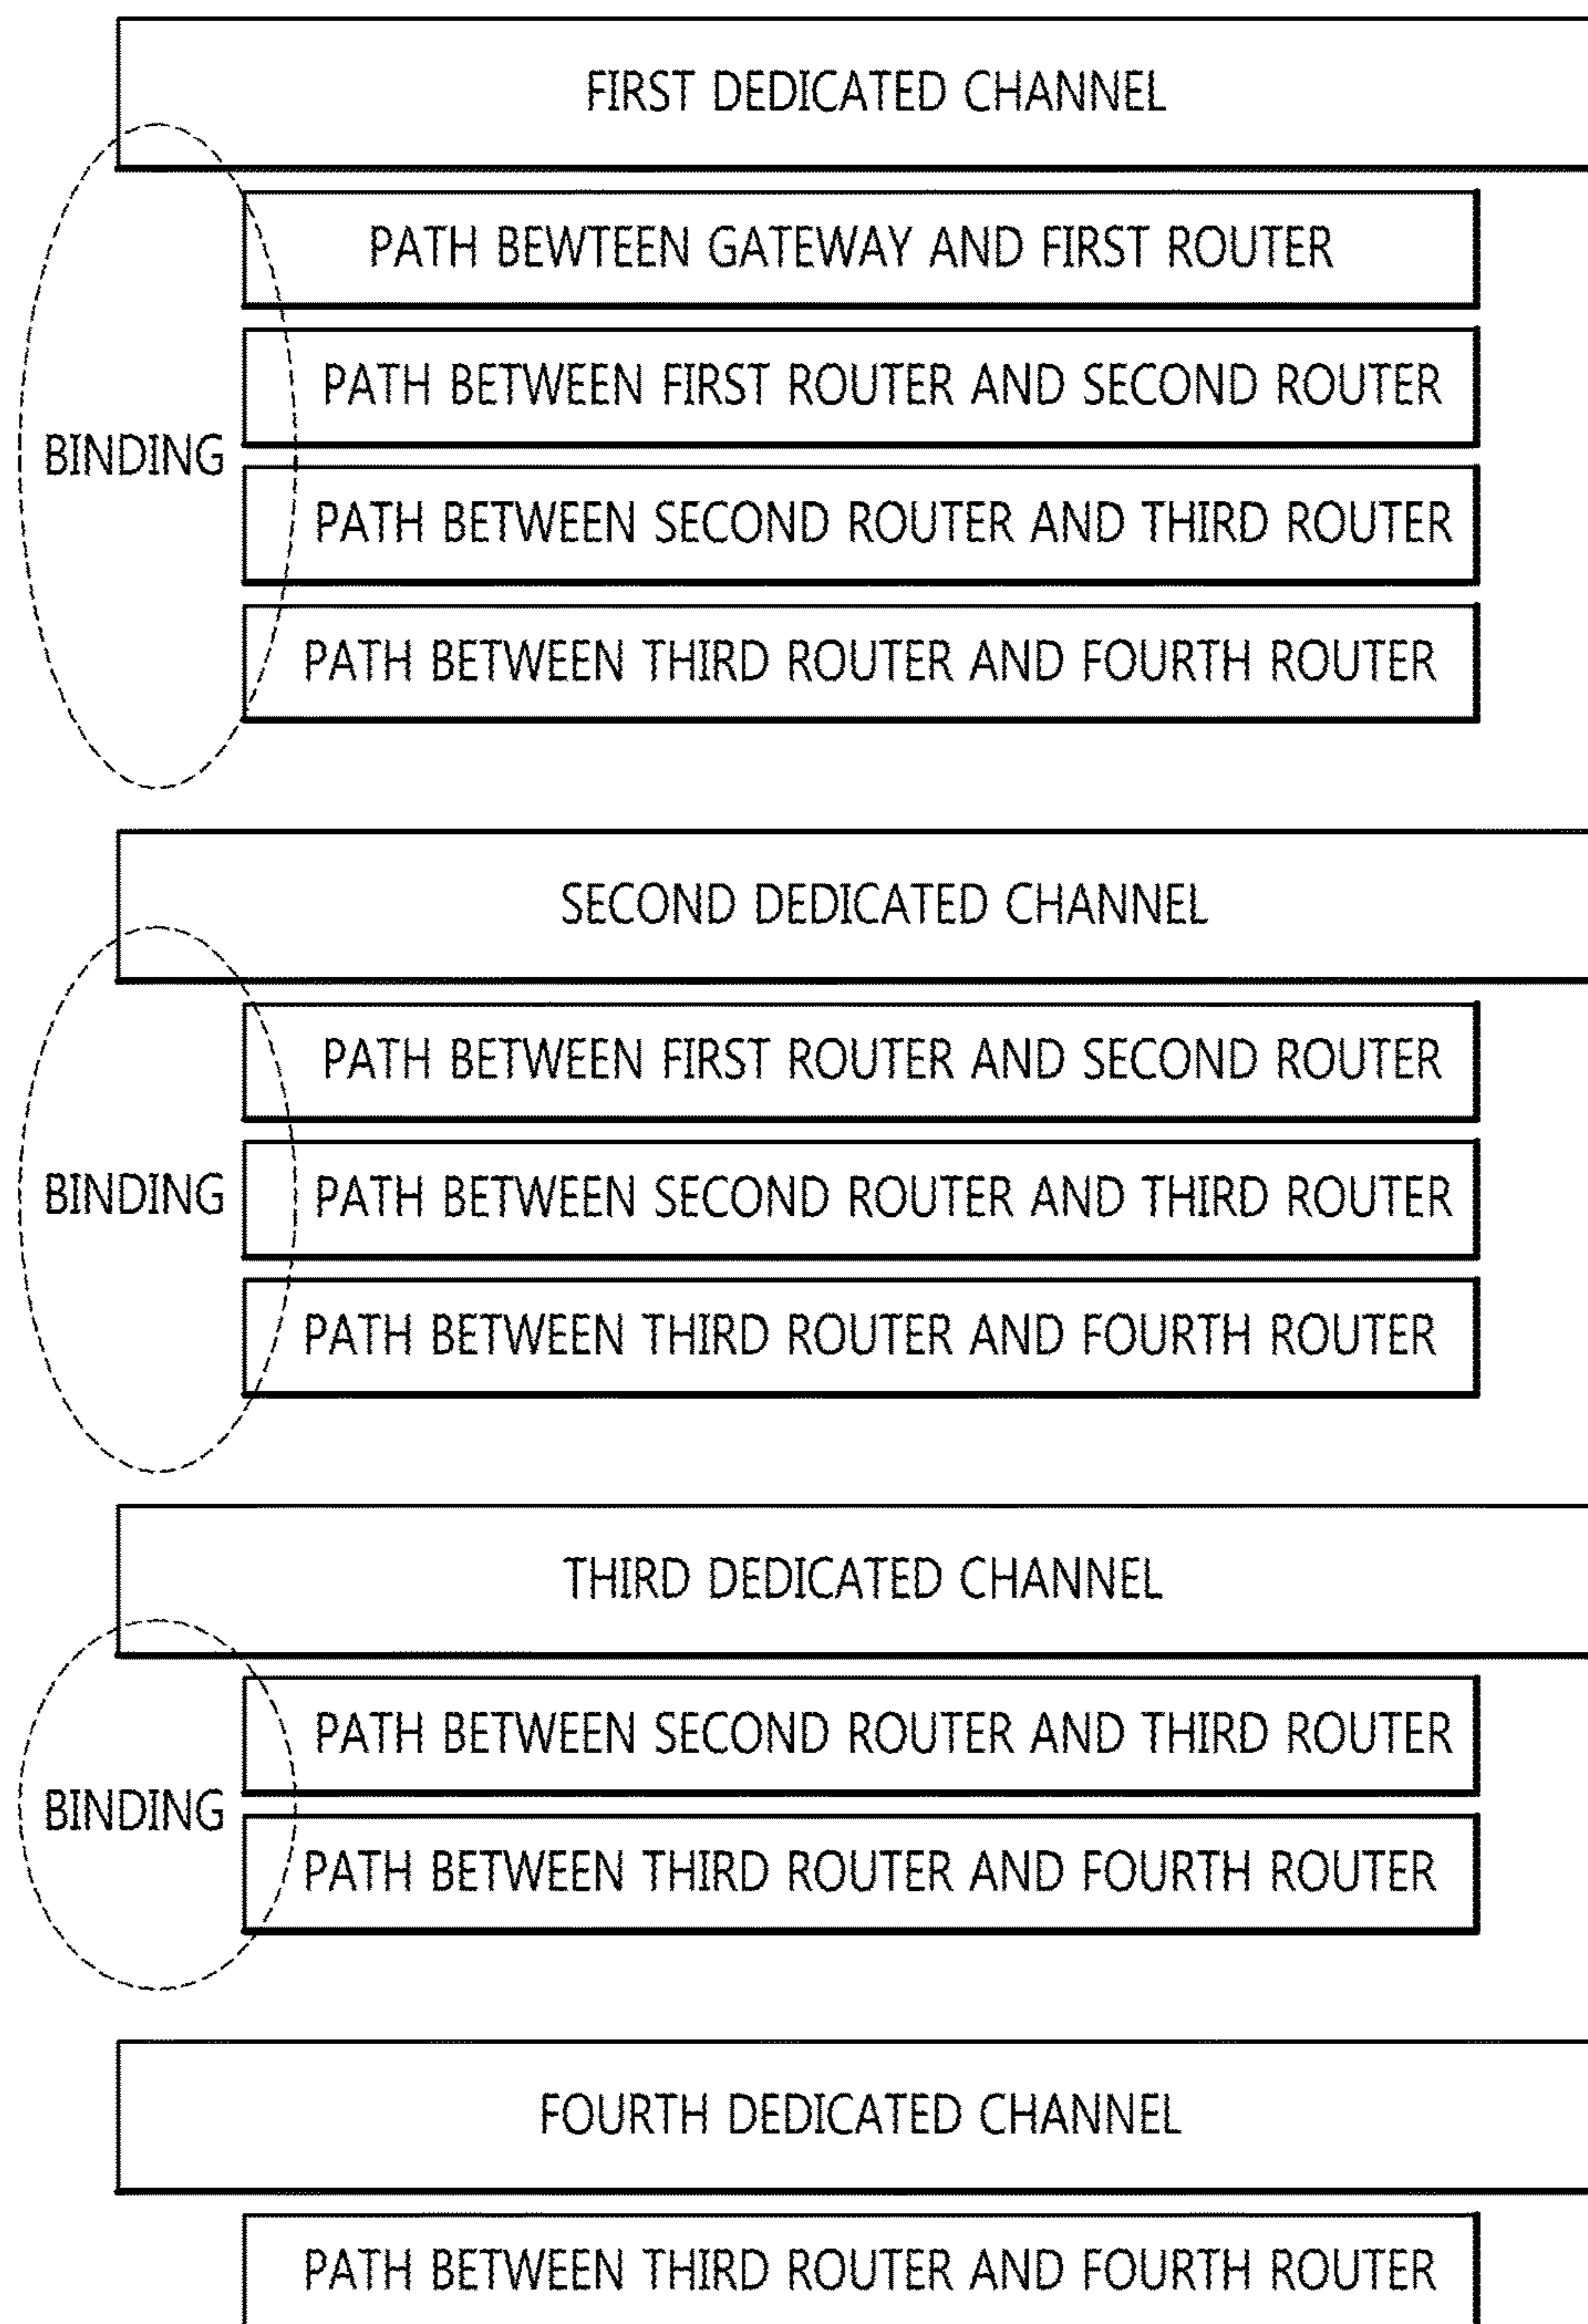 FIRST DEDICATED CHANNEL
PATH BEWTEEN GATEWAY AND FIRST ROUTER
PATH BETWEEN FIRST ROUTER AND SECOND ROUTER
BINDING
PATH BETWEEN SECOND ROUTER AND THIRD ROUTER
PATH BETWEEN THIRD ROUTER AND FOURTH ROUTER
SECOND DEDICATED CHANNEL
PATH BETWEEN FIRST ROUTER AND SECOND ROUTER
BINDING
PATH BETWEEN SECOND ROUTER AND THIRD ROUTER
PATH BETWEEN THIRD ROUTER AND FOURTH ROUTER
THIRD DEDICATED CHANNEL
PATH BETWEEN SECOND ROUTER AND THIRD ROUTER
BINDING
PATH BETWEEN THIRD ROUTER AND FOURTH ROUTER
FOURTH DEDICATED CHANNEL
PATH BETWEEN THIRD ROUTER AND FOURTH ROUTER